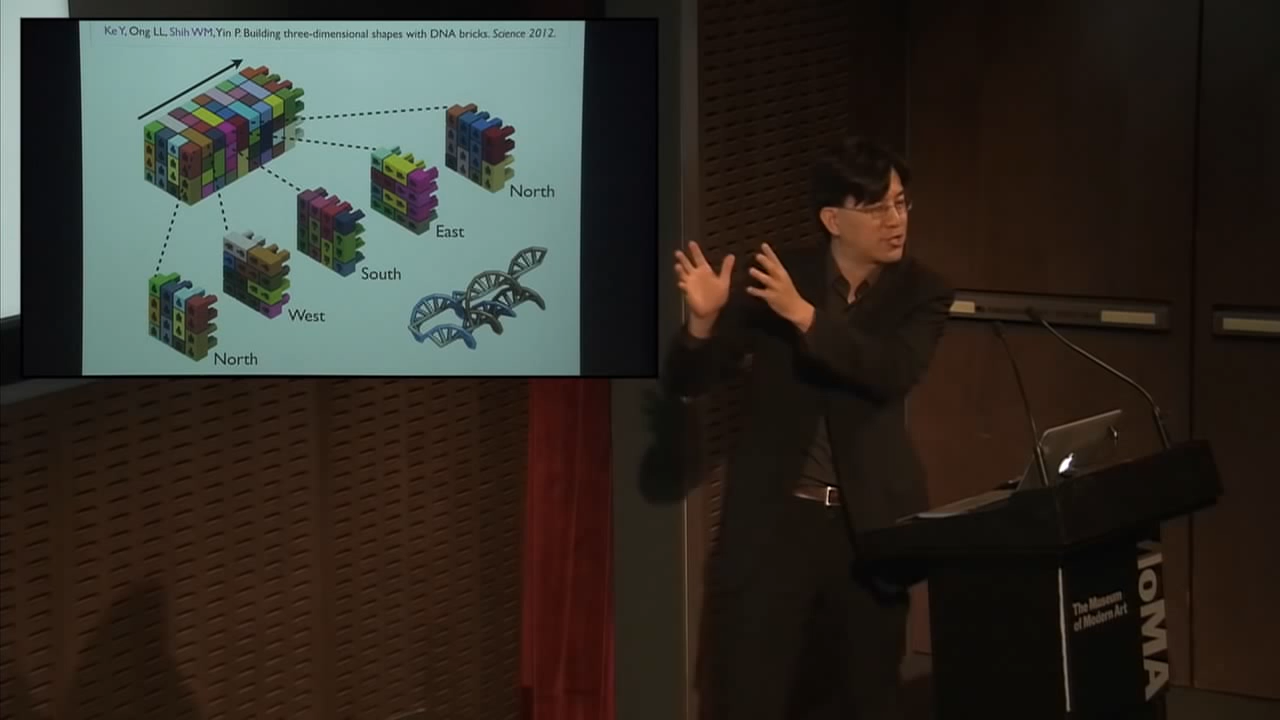 Ke Y, Ong LL, Shih WM, Yin P. Building three-dimensional shapes with DNA bricks. Science 2012.
North
East
South
West
North
The Museum
of Modern Art
MoMA